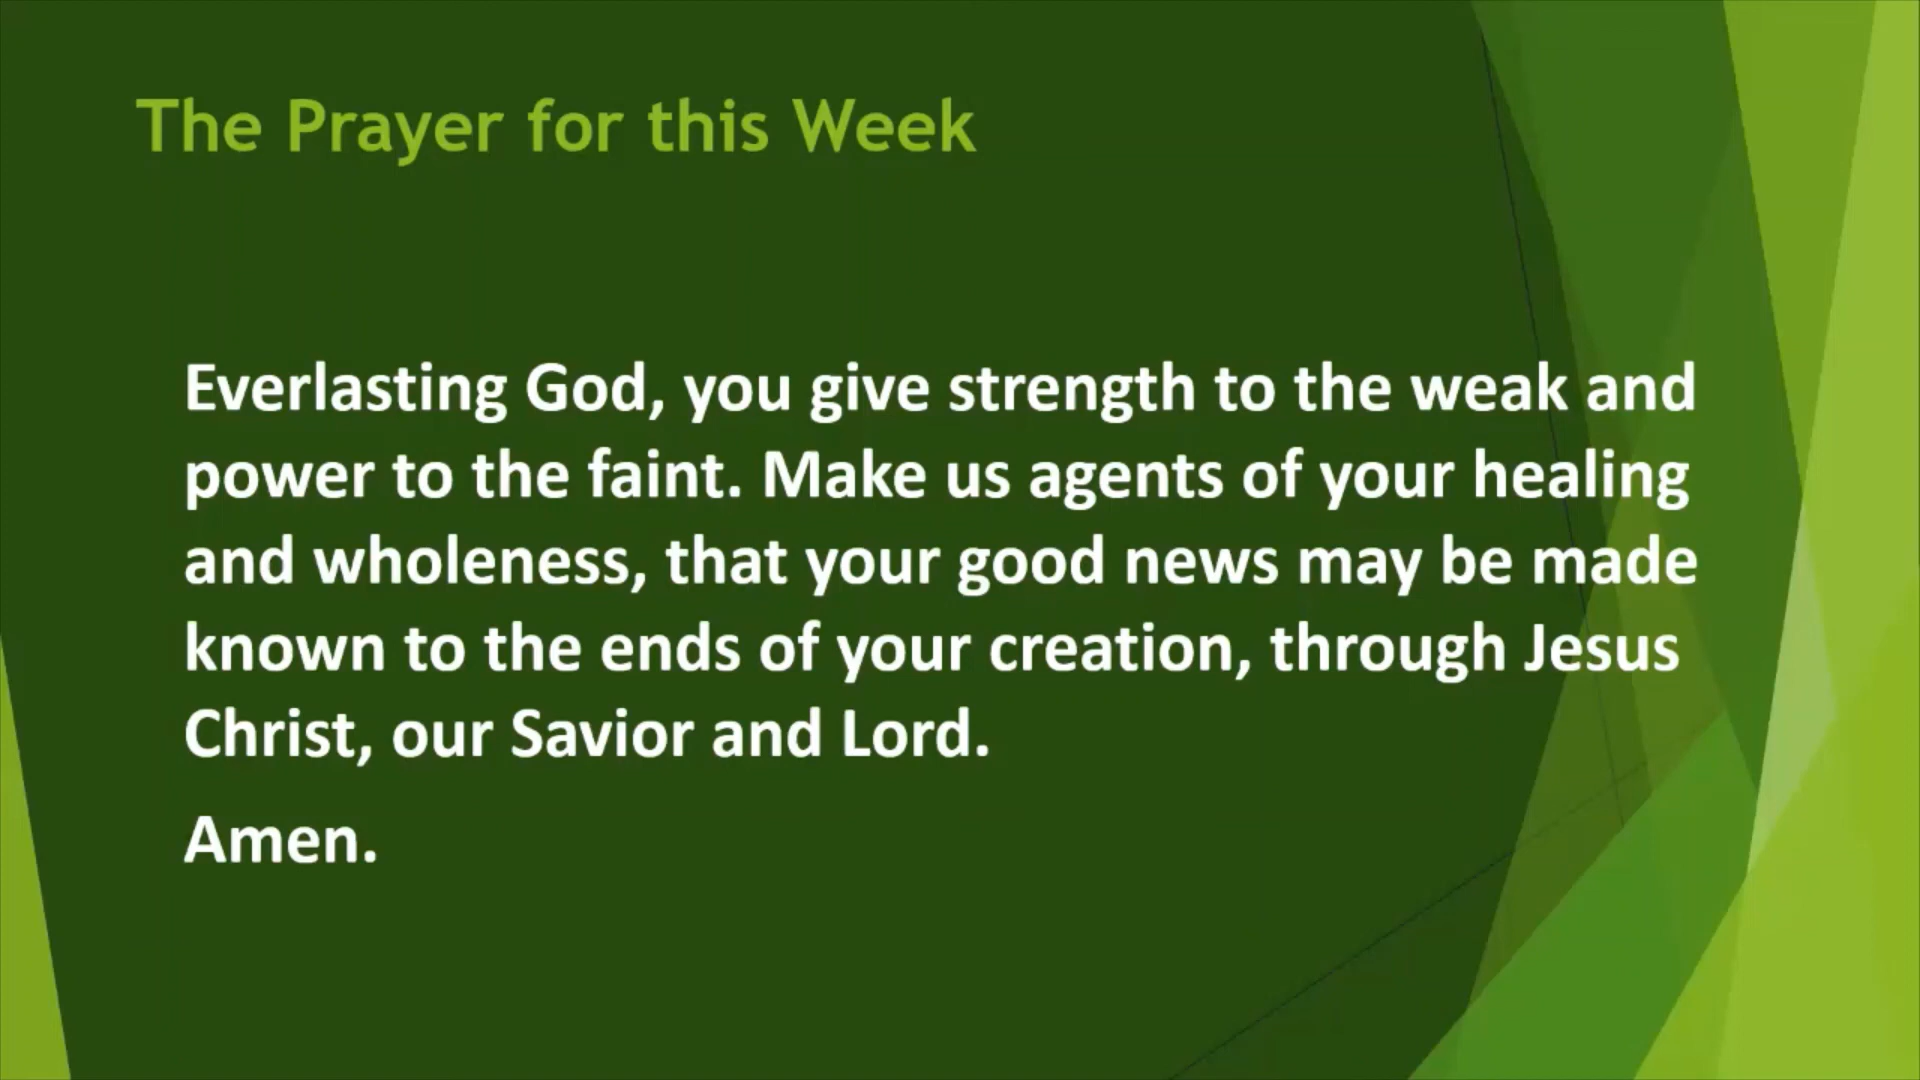 The Prayer for this Week
Everlasting God, you give strength to the weak and
power to the faint. Make us agents of your healing
and wholeness, that your good news may be made
known to the ends of your creation, through Jesus
Christ, our Savior and Lord.
Amen.